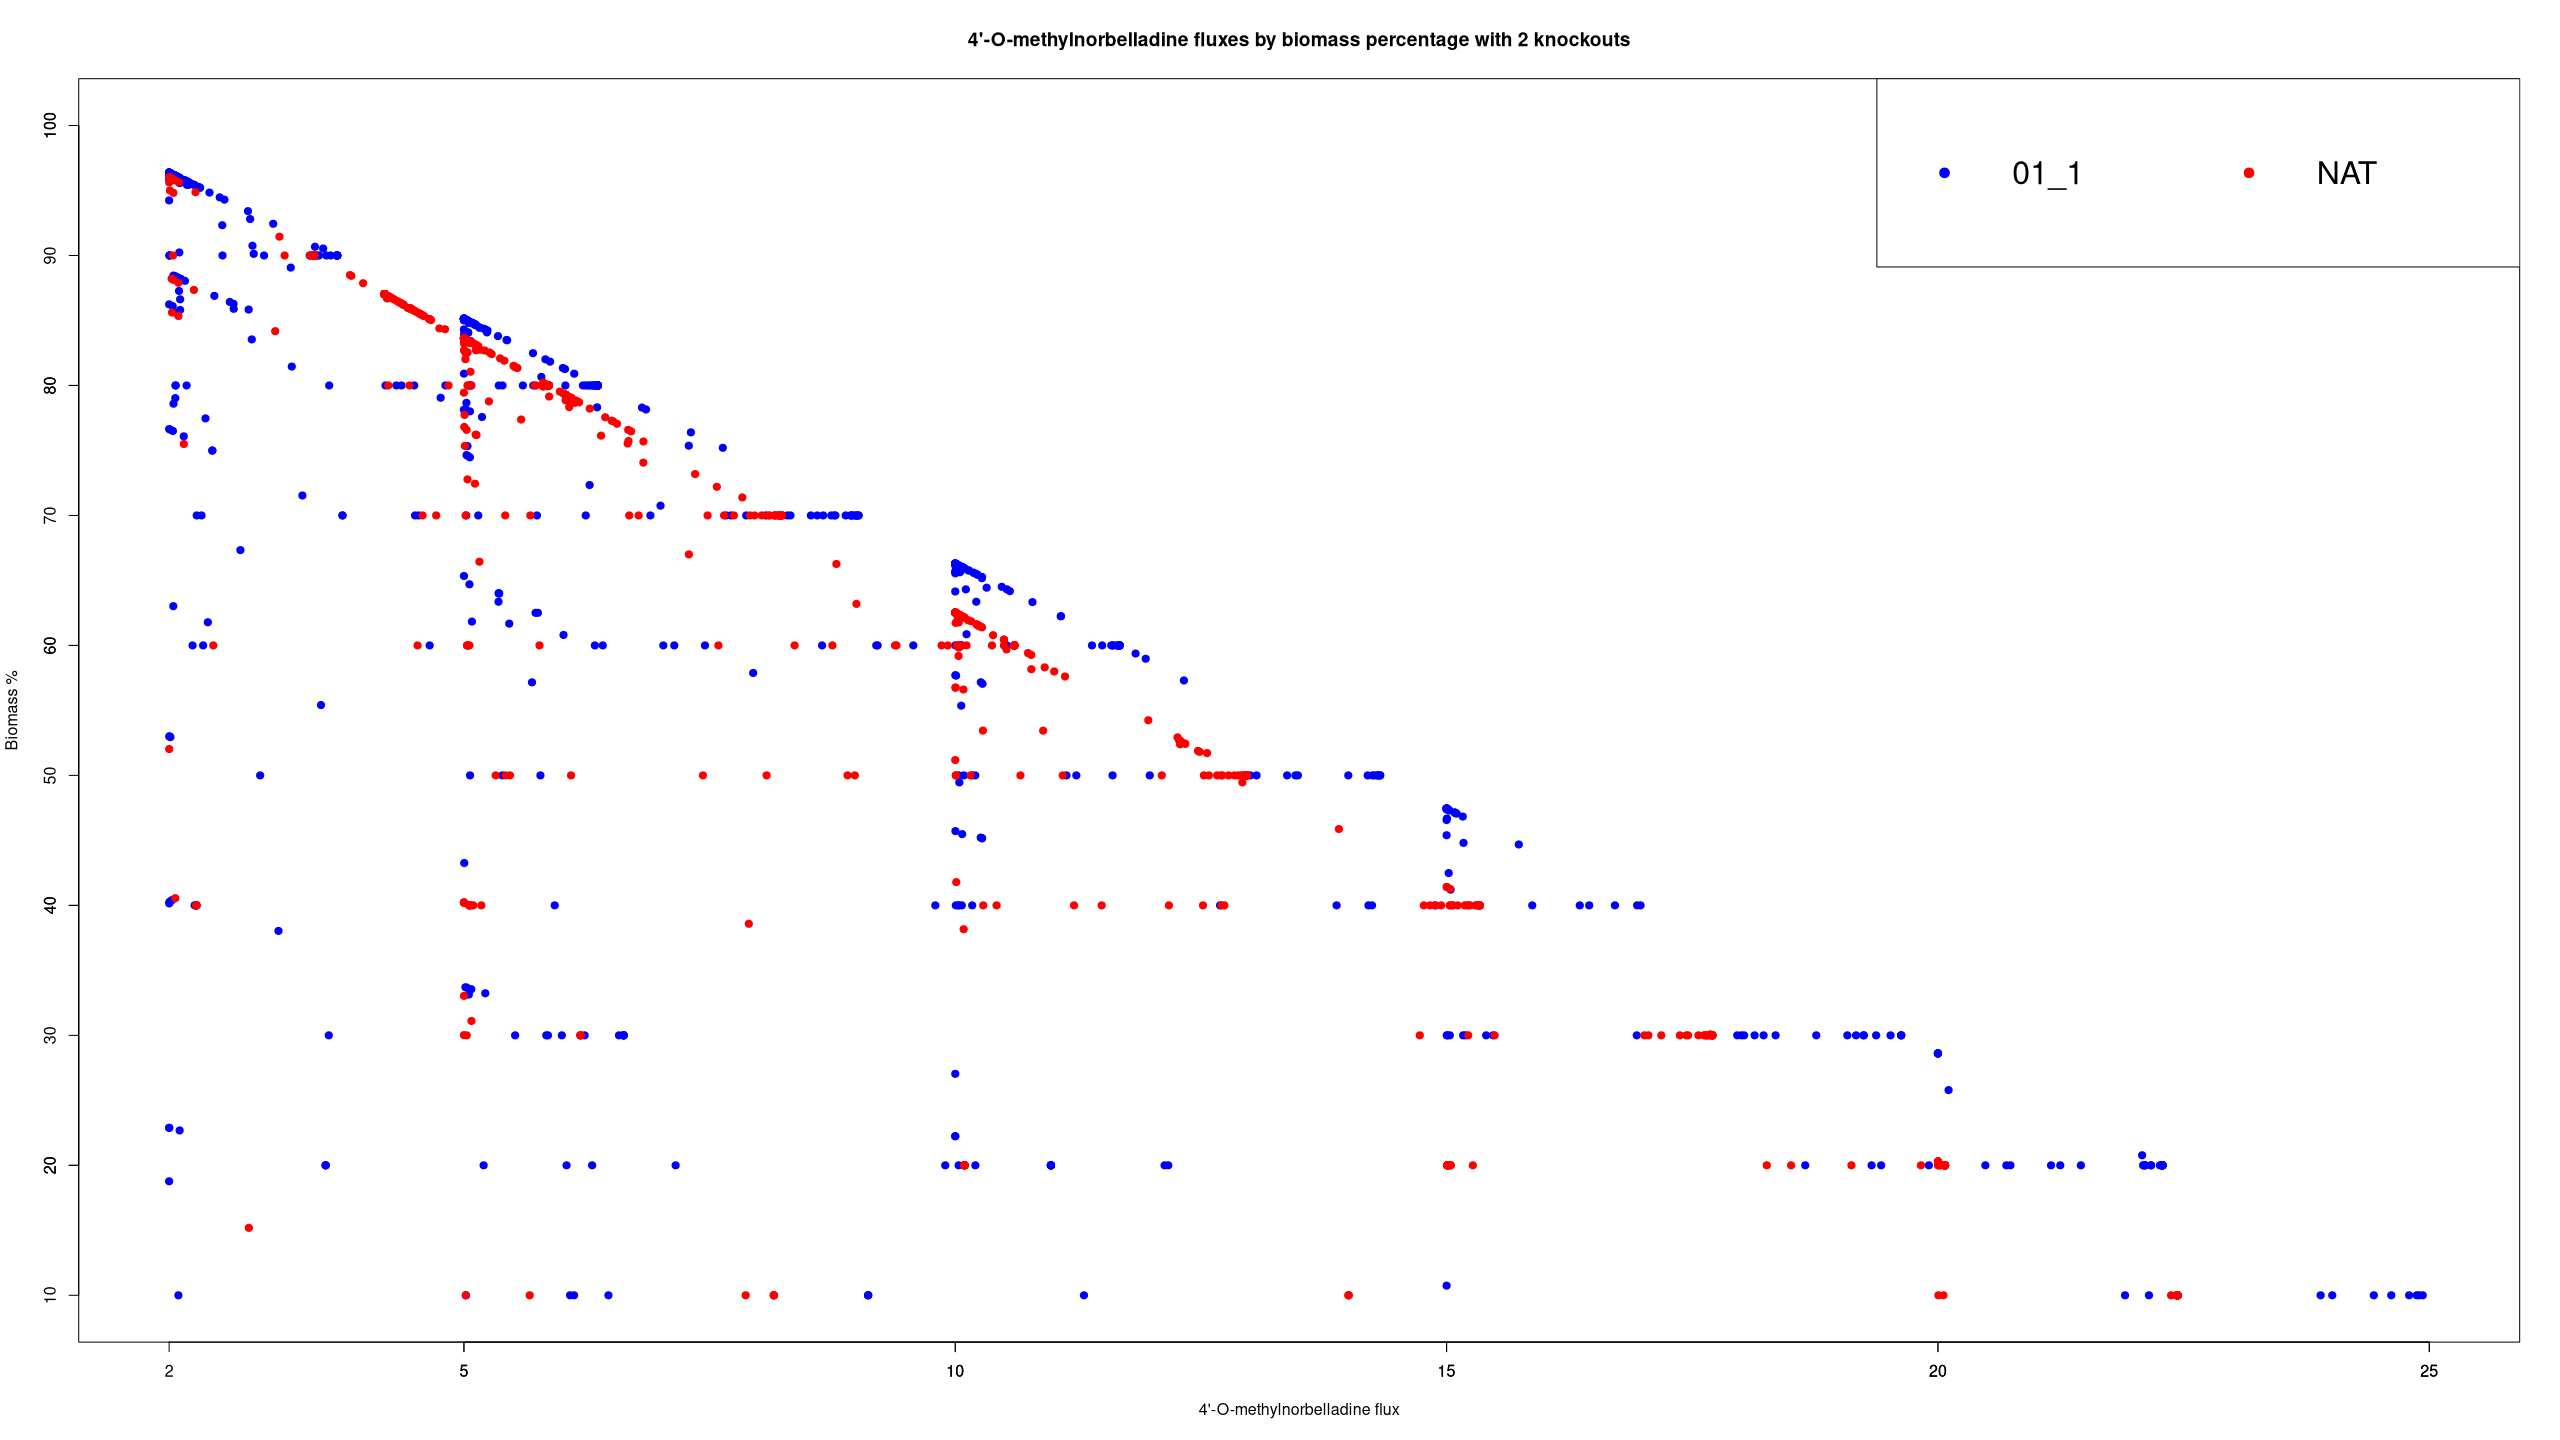 4'-O-methylnorbelladine fluxes by biomass percentage with 2 knockouts
01_1 NAT
Biomass %
100
90
80
70
60
50
40
30
20
10
2 5 10 15 20 25
4'-O-methylnorbelladine flux